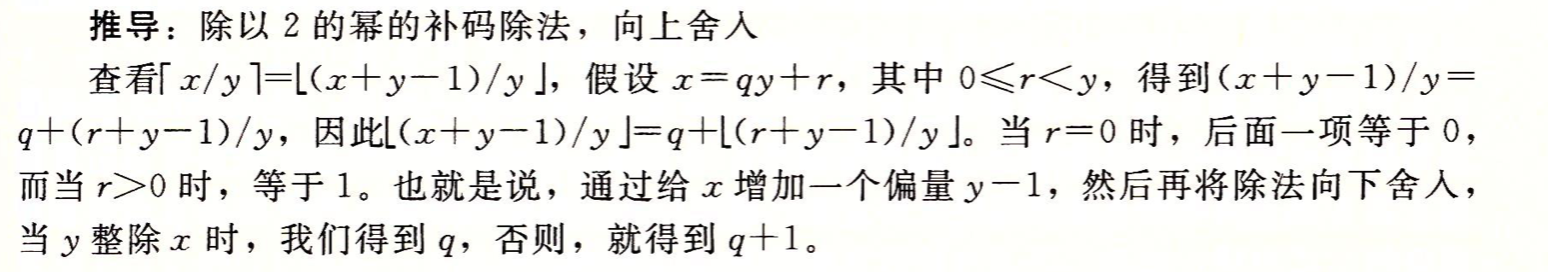 推导：除以 2 的幂的补码除法，向上舍入
查看⌈x/y⌉=⌊(x+y−1)/y⌋，假设 x=qy+r，其中 0⩽r<y，得到(x+y−1)/y=
q+(r+y−1)/y，因此⌊(x+y−1)/y⌋=q+⌊(r+y−1)/y⌋。当 r=0 时，后面一项等于 0，
而当 r>0 时，等于 1。也就是说，通过给 x 增加一个偏量 y−1，然后再将除法向下舍入，
当 y 整除 x 时，我们得到 q，否则，就得到 q+1。